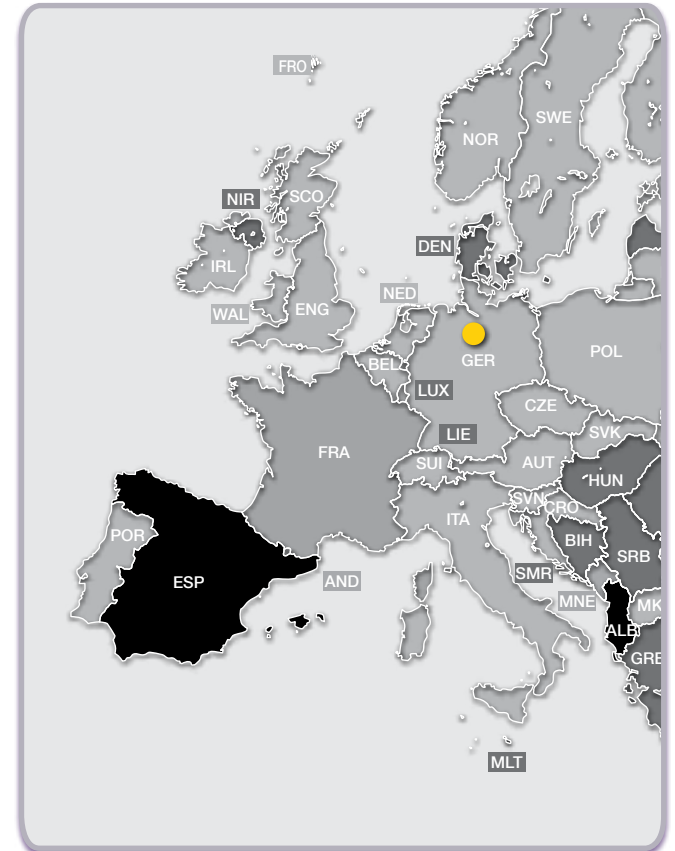 FRO
SWE
NOR
SCO
NIR
DEN
IRL
NED
WAL
ENG
POL
GER
BEL
LUX
CZE
LIE
SVK
FRA
SUI
AUT
HUN
SVN
CRO
ITA
POR
BIH
SRB
SMR
ESP
AND
MNE
MK
ALB
GRE
MLT